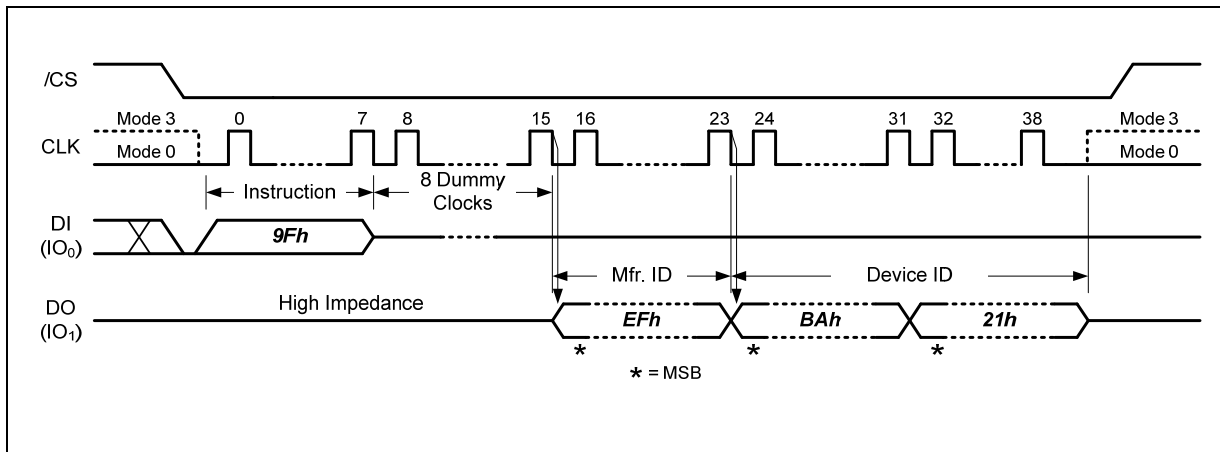 /CS
Mode 3 0 7 8 15 16 23 24 31 32 38 Mode 3
CLK
Mode 0 Mode 0
Instruction 8 Dummy
Clocks
DI
(IO0) 9Fh
Mfr. ID Device ID
High Impedance
DO
(IO1) EFh BAh 21h
* * *
* = MSB